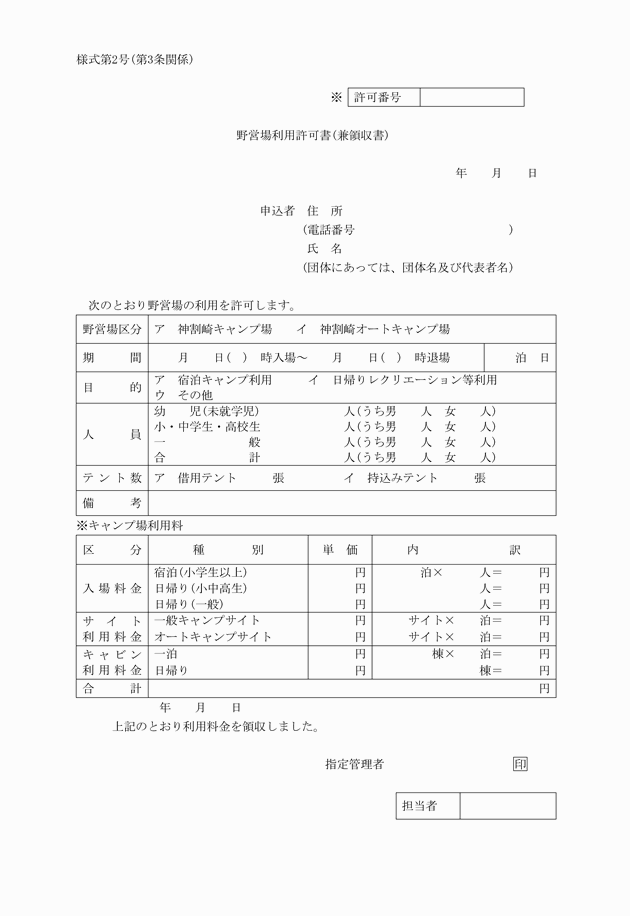 様式第2号(第3条関係)
※ 許可番号
野営場利用許可書(兼領収書)
年 月 日
申込者 住 所
(電話番号 )
氏 名
(団体にあっては、団体名及び代表者名)
次のとおり野営場の利用を許可します。
野営場区分 ア 神割崎キャンプ場 イ 神割崎オートキャンプ場
期 間 月 日( ) 時入場～ 月 日( ) 時退場 泊 日
目 的 ア 宿泊キャンプ利用 イ 日帰りレクリエーション等利用
ウ その他
人 員 幼 児(未就学児) 人(うち男 人 女 人)
小・中学生・高校生 人(うち男 人 女 人)
一 般 人(うち男 人 女 人)
合 計 人(うち男 人 女 人)
テント数 ア 借用テント 張 イ 持込みテント 張
備 考
※キャンプ場利用料
区 分 種 別 単 価 内 訳
入場料金 宿泊(小学生以上) 円 泊× 人＝ 円
日帰り(小中高生) 円 人＝ 円
日帰り(一般) 円 人＝ 円
サイト 一般キャンプサイト 円 サイト× 泊＝ 円
利用料金 オートキャンプサイト 円 サイト× 泊＝ 円
キャビン 一泊 円 棟× 泊＝ 円
利用料金 日帰り 円 棟＝ 円
合 計 円
年 月 日
上記のとおり利用料金を領収しました。
指定管理者 印
担当者